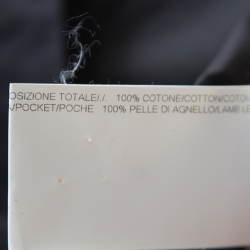 OSIZIONE TOTALE/./. 100% COTONE/COTTON/COTON
/POCKET/POCHE 100% PELLE DI AGNELLO/LAMB LE